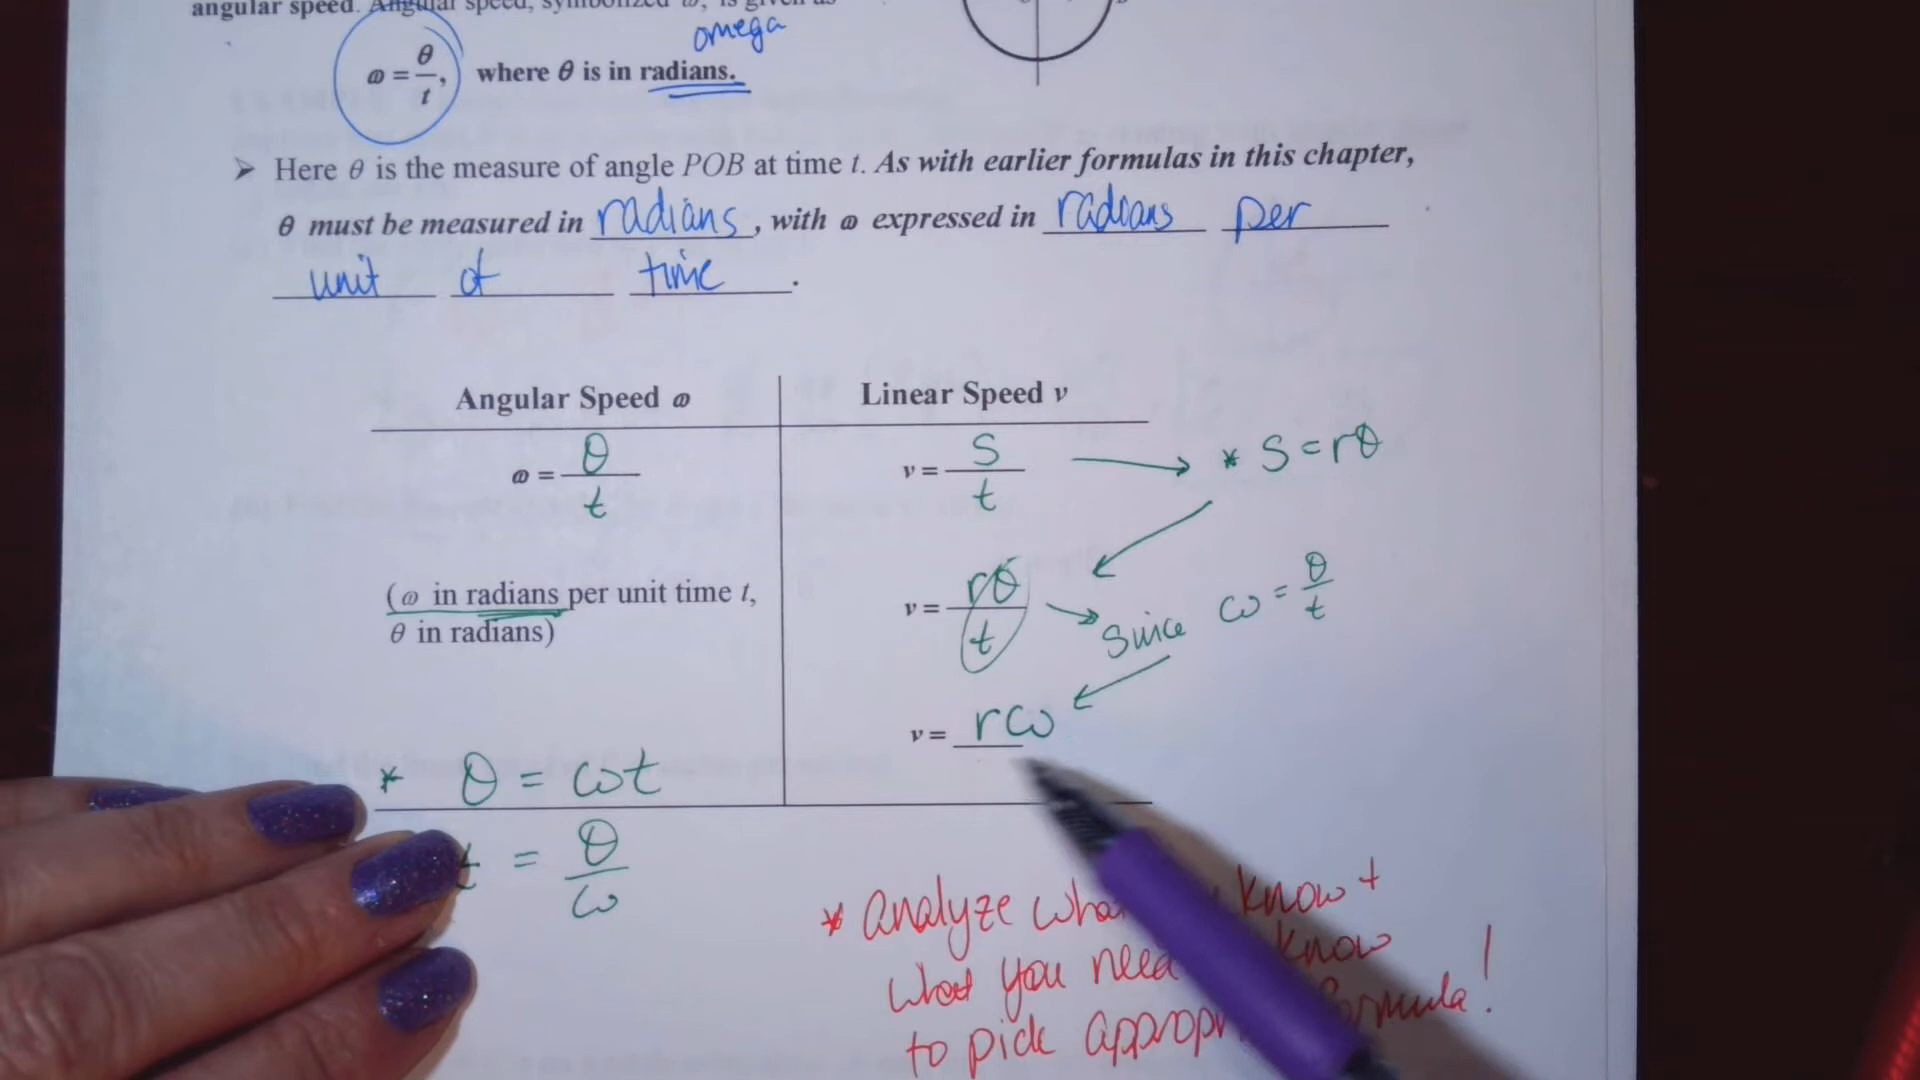 angular speed. Angular speed, symbolized ω, is given as
omega
ω = θ/t, where θ is in radians.
➢ Here θ is the measure of angle POB at time t. As with earlier formulas in this chapter,
θ must be measured in radians, with ω expressed in radians per
unit of time.
Angular Speed ω Linear Speed v
ω = θ/t v = s/t * S = rθ
(ω in radians per unit time t, v = rθ/t Since ω = θ/t
θ in radians)
v = rω
* θ = ωt
t = θ/ω
* Analyze know +
what you need know
to pick formula!